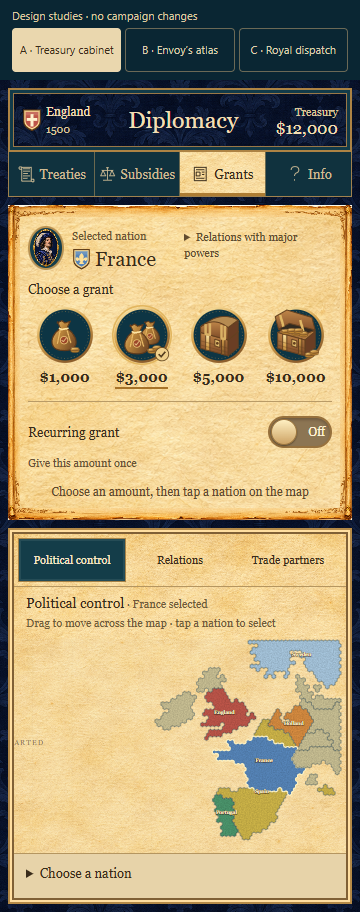 Design studies · no campaign changes
A · Treasury cabinet
B · Envoy's atlas
C · Royal dispatch
England
1500
Diplomacy
Treasury
$12,000
Treaties
Subsidies
Grants
? Info
Selected nation
France
▶ Relations with major
powers
Choose a grant
$1,000
$3,000
$5,000
$10,000
Recurring grant
Off
Give this amount once
Choose an amount, then tap a nation on the map
Political control
Relations
Trade partners
Political control · France selected
Drag to move across the map · tap a nation to select
England
Holland
ARTED
France
Portugal
▶ Choose a nation